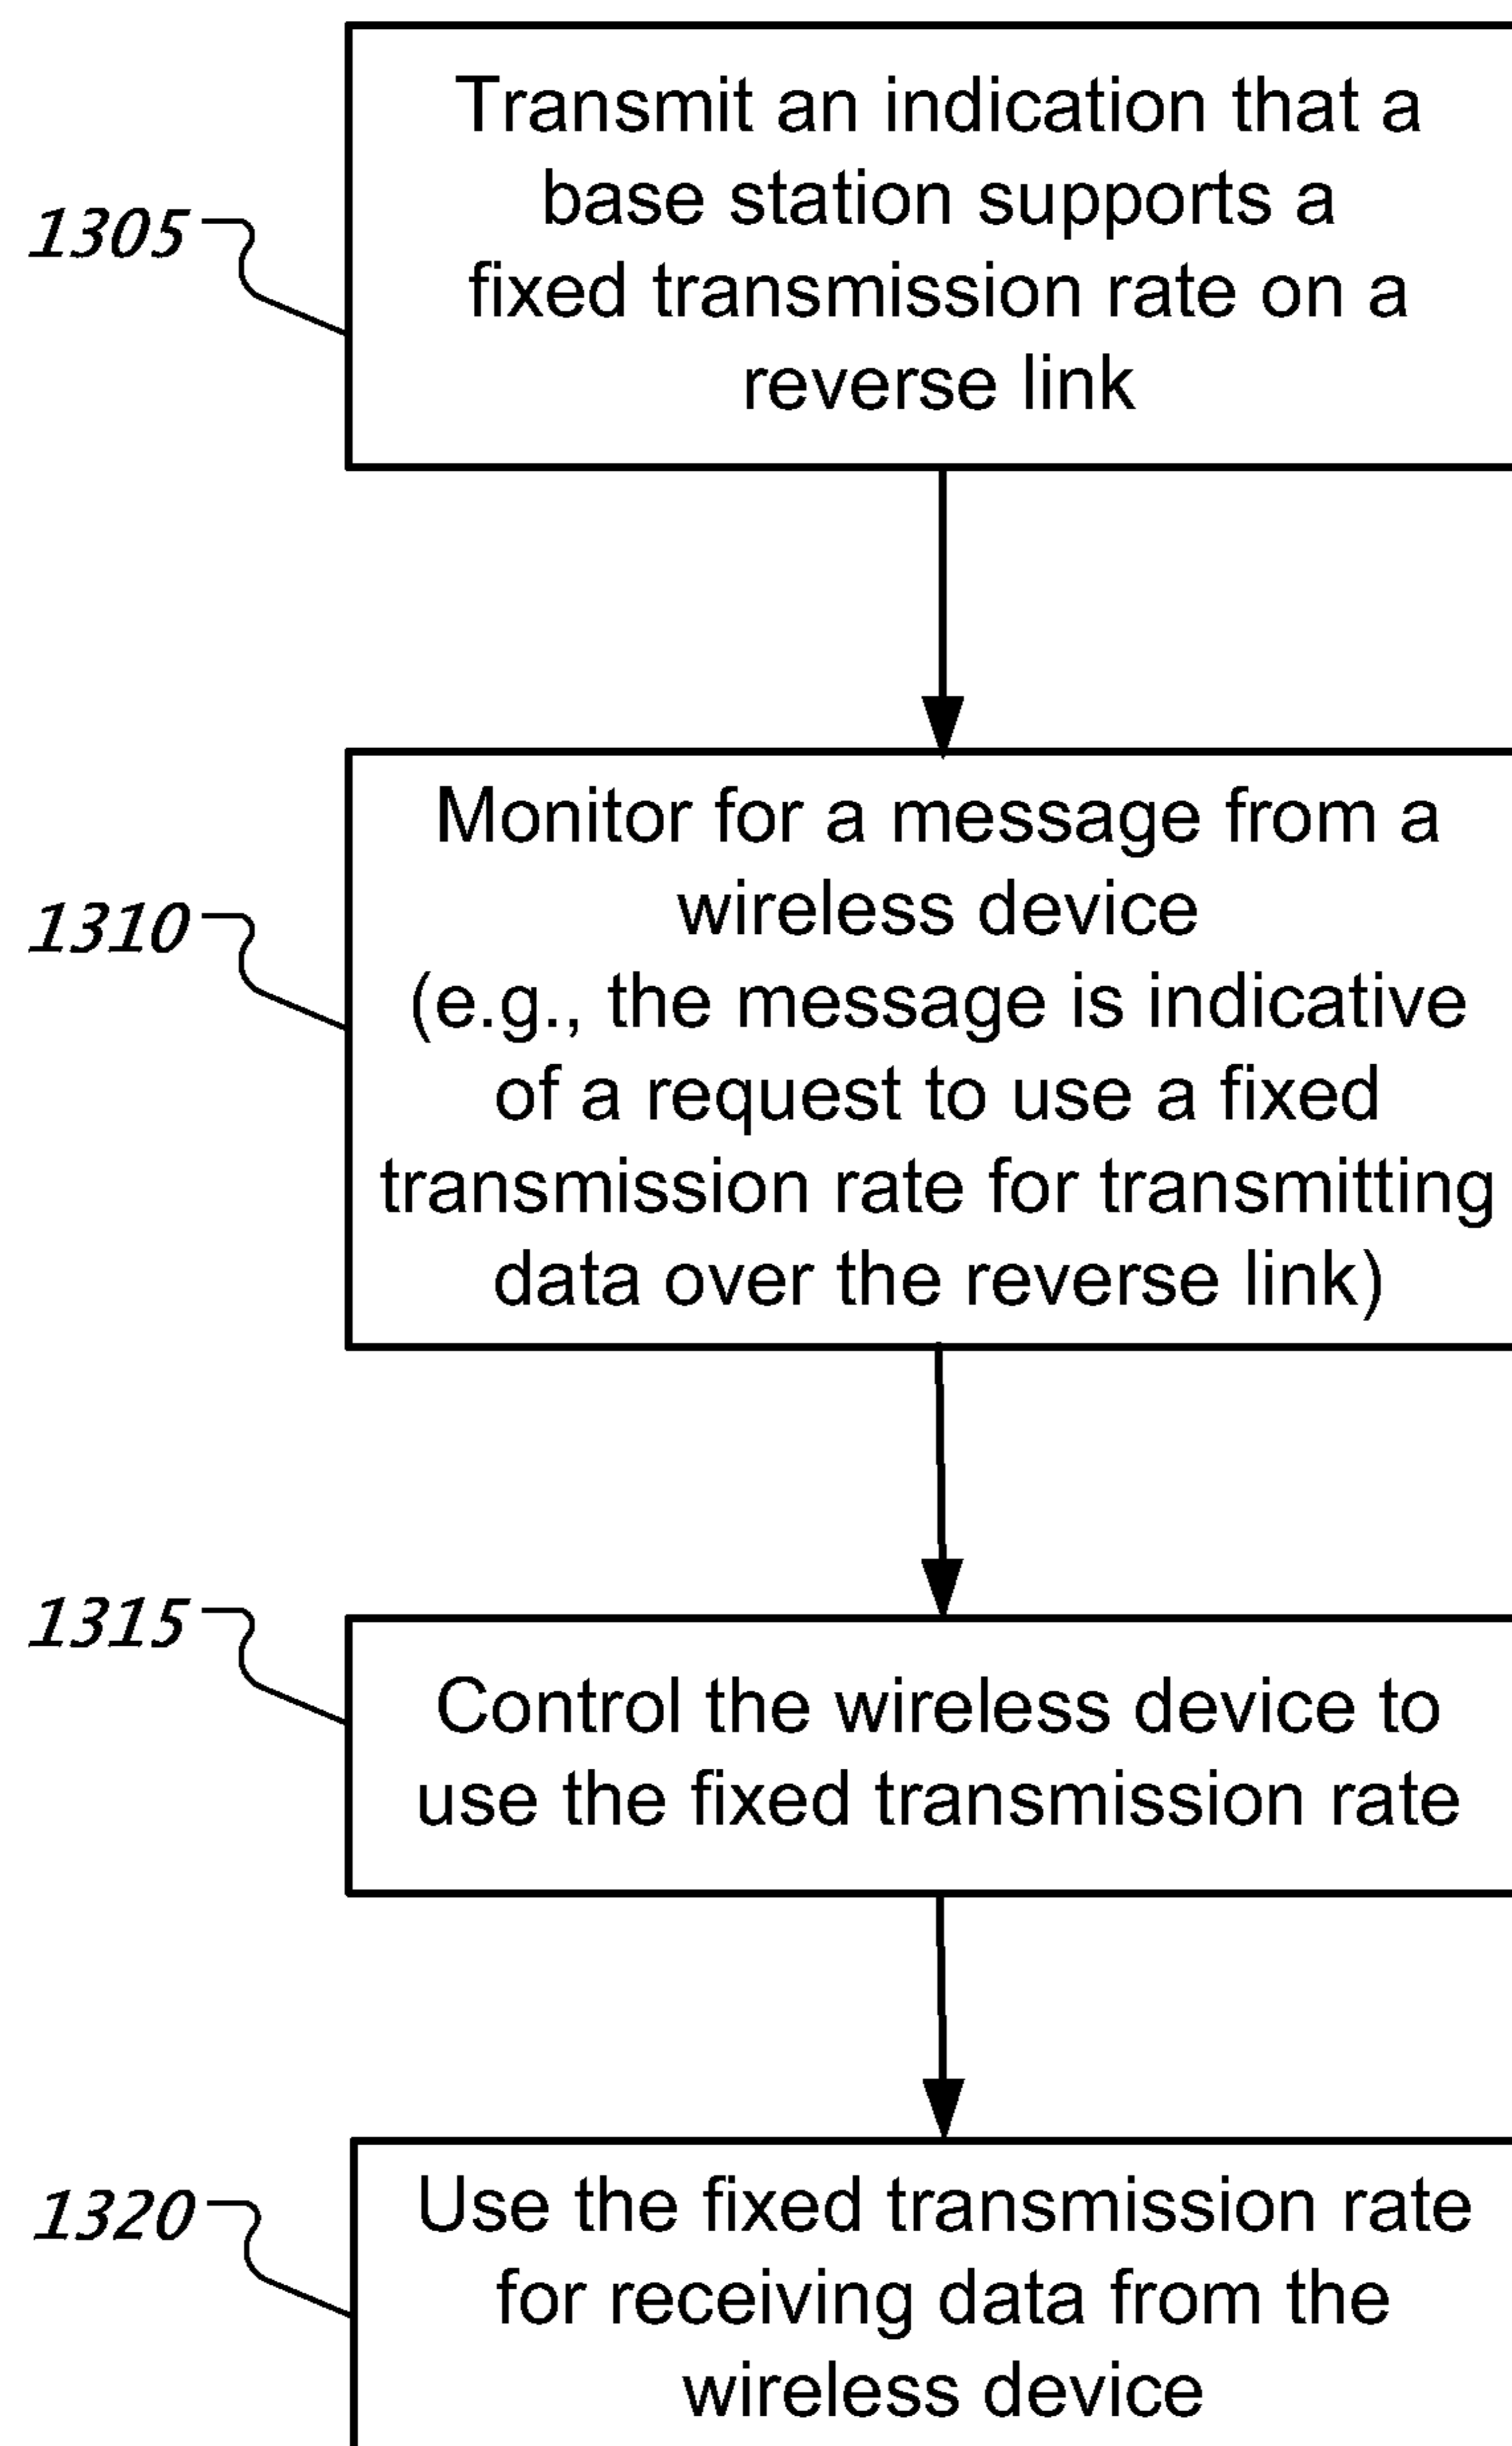 Transmit an indication that a
base station supports a
1305
fixed transmission rate on a
reverse link
Monitor for a message from a
wireless device
1310
(e.g., the message is indicative
of a request to use a fixed
transmission rate for transmitting
data over the reverse link)
1315
Control the wireless device to
use the fixed transmission rate
1320
Use the fixed transmission rate
for receiving data from the
wireless device